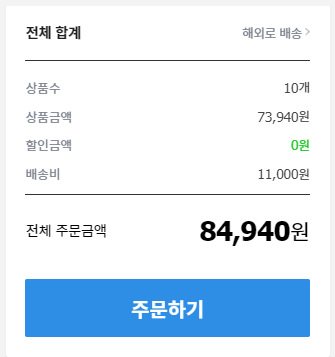 전체 합계 해외로 배송 >
상품수 10개
상품금액 73,940원
할인금액 0원
배송비 11,000원
전체 주문금액 84,940원
주문하기